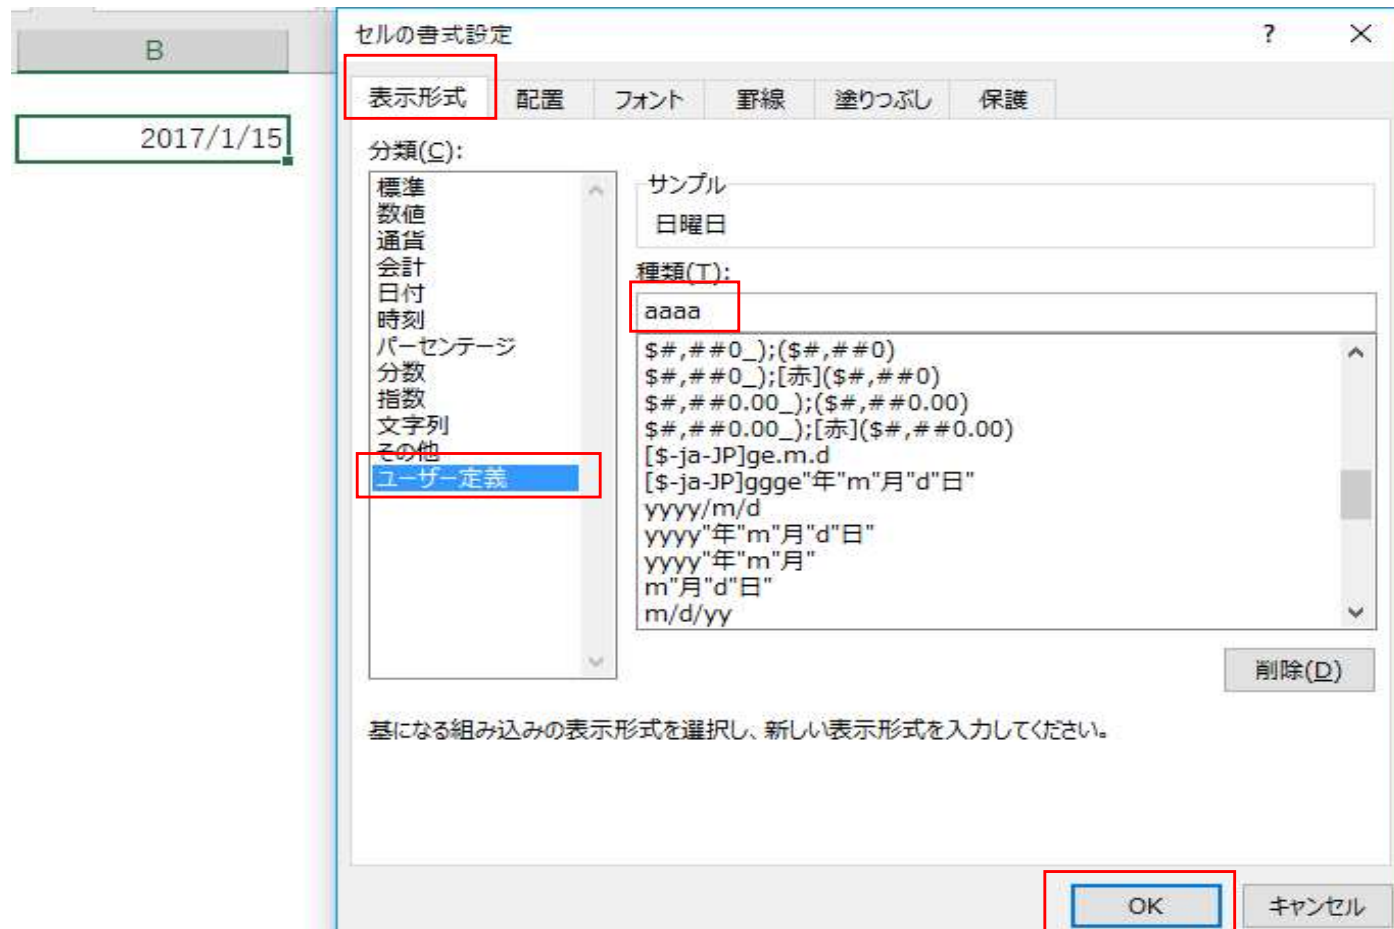 B
2017/1/15
セルの書式設定
?
表示形式
配置
フォント
罫線
塗りつぶし
保護
分類(C):
標準
数値
通貨
会計
日付
時刻
パーセンテージ
分数
指数
文字列
その他
ユーザー定義
サンプル
日曜日
種類(T):
aaaa
$#,##0_);($#,##0)
$#,##0_);[赤]($#,##0)
$#,##0.00_);($#,##0.00)
$#,##0.00_);[赤]($#,##0.00)
[$-ja-JP]ge.m.d
[$-ja-JP]ggge"年"m"月"d"日"
yyyy/m/d
yyyy"年"m"月"d"日"
yyyy"年"m"月"
m"月"d"日"
m/d/yy
削除(D)
基になる組み込みの表示形式を選択し、新しい表示形式を入力してください。
OK
キャンセル